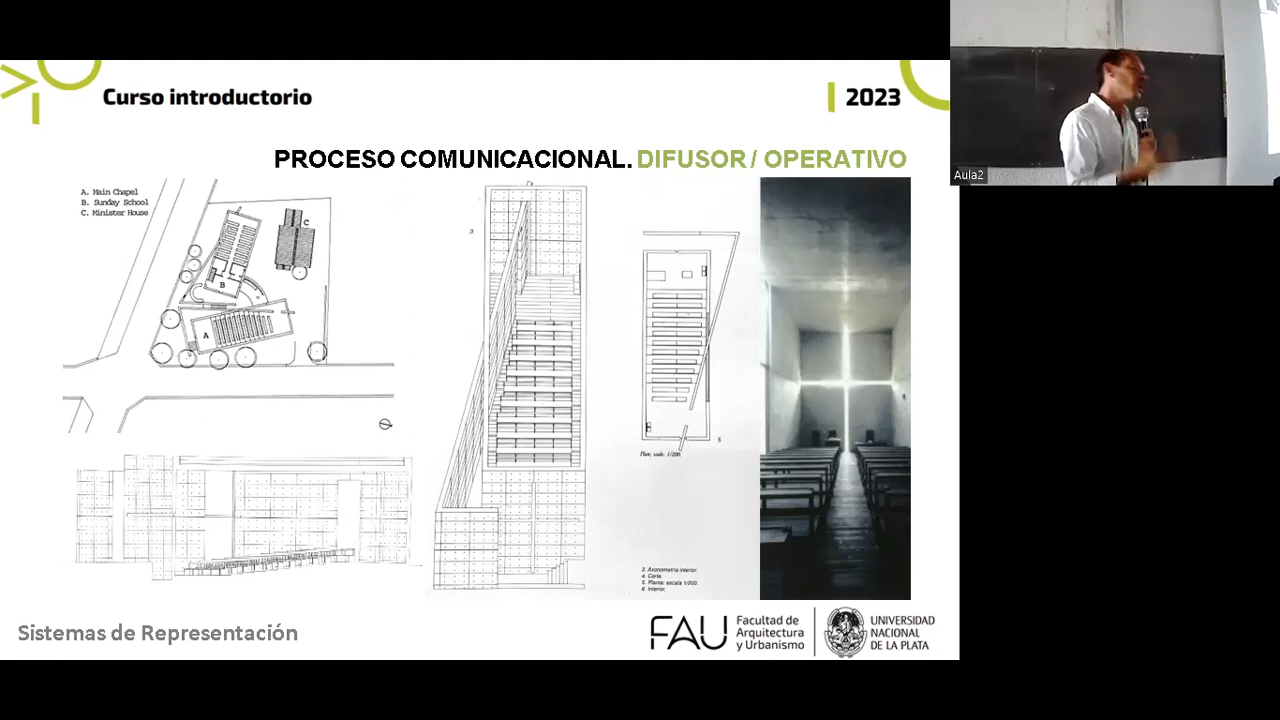 Curso introductorio
2023
Aula2
PROCESO COMUNICACIONAL. DIFUSOR / OPERATIVO
A. Main Chapel
B. Sunday School
C. Minister House
C
B
A
3
5
Plan; scale: 1/200.
3. Axonometría interior.
4. Corte.
5. Planta: escala 1/200.
6. Interior.
Sistemas de Representación
FAU
Facultad de
Arquitectura
y Urbanismo
UNIVERSIDAD
NACIONAL
DE LA PLATA